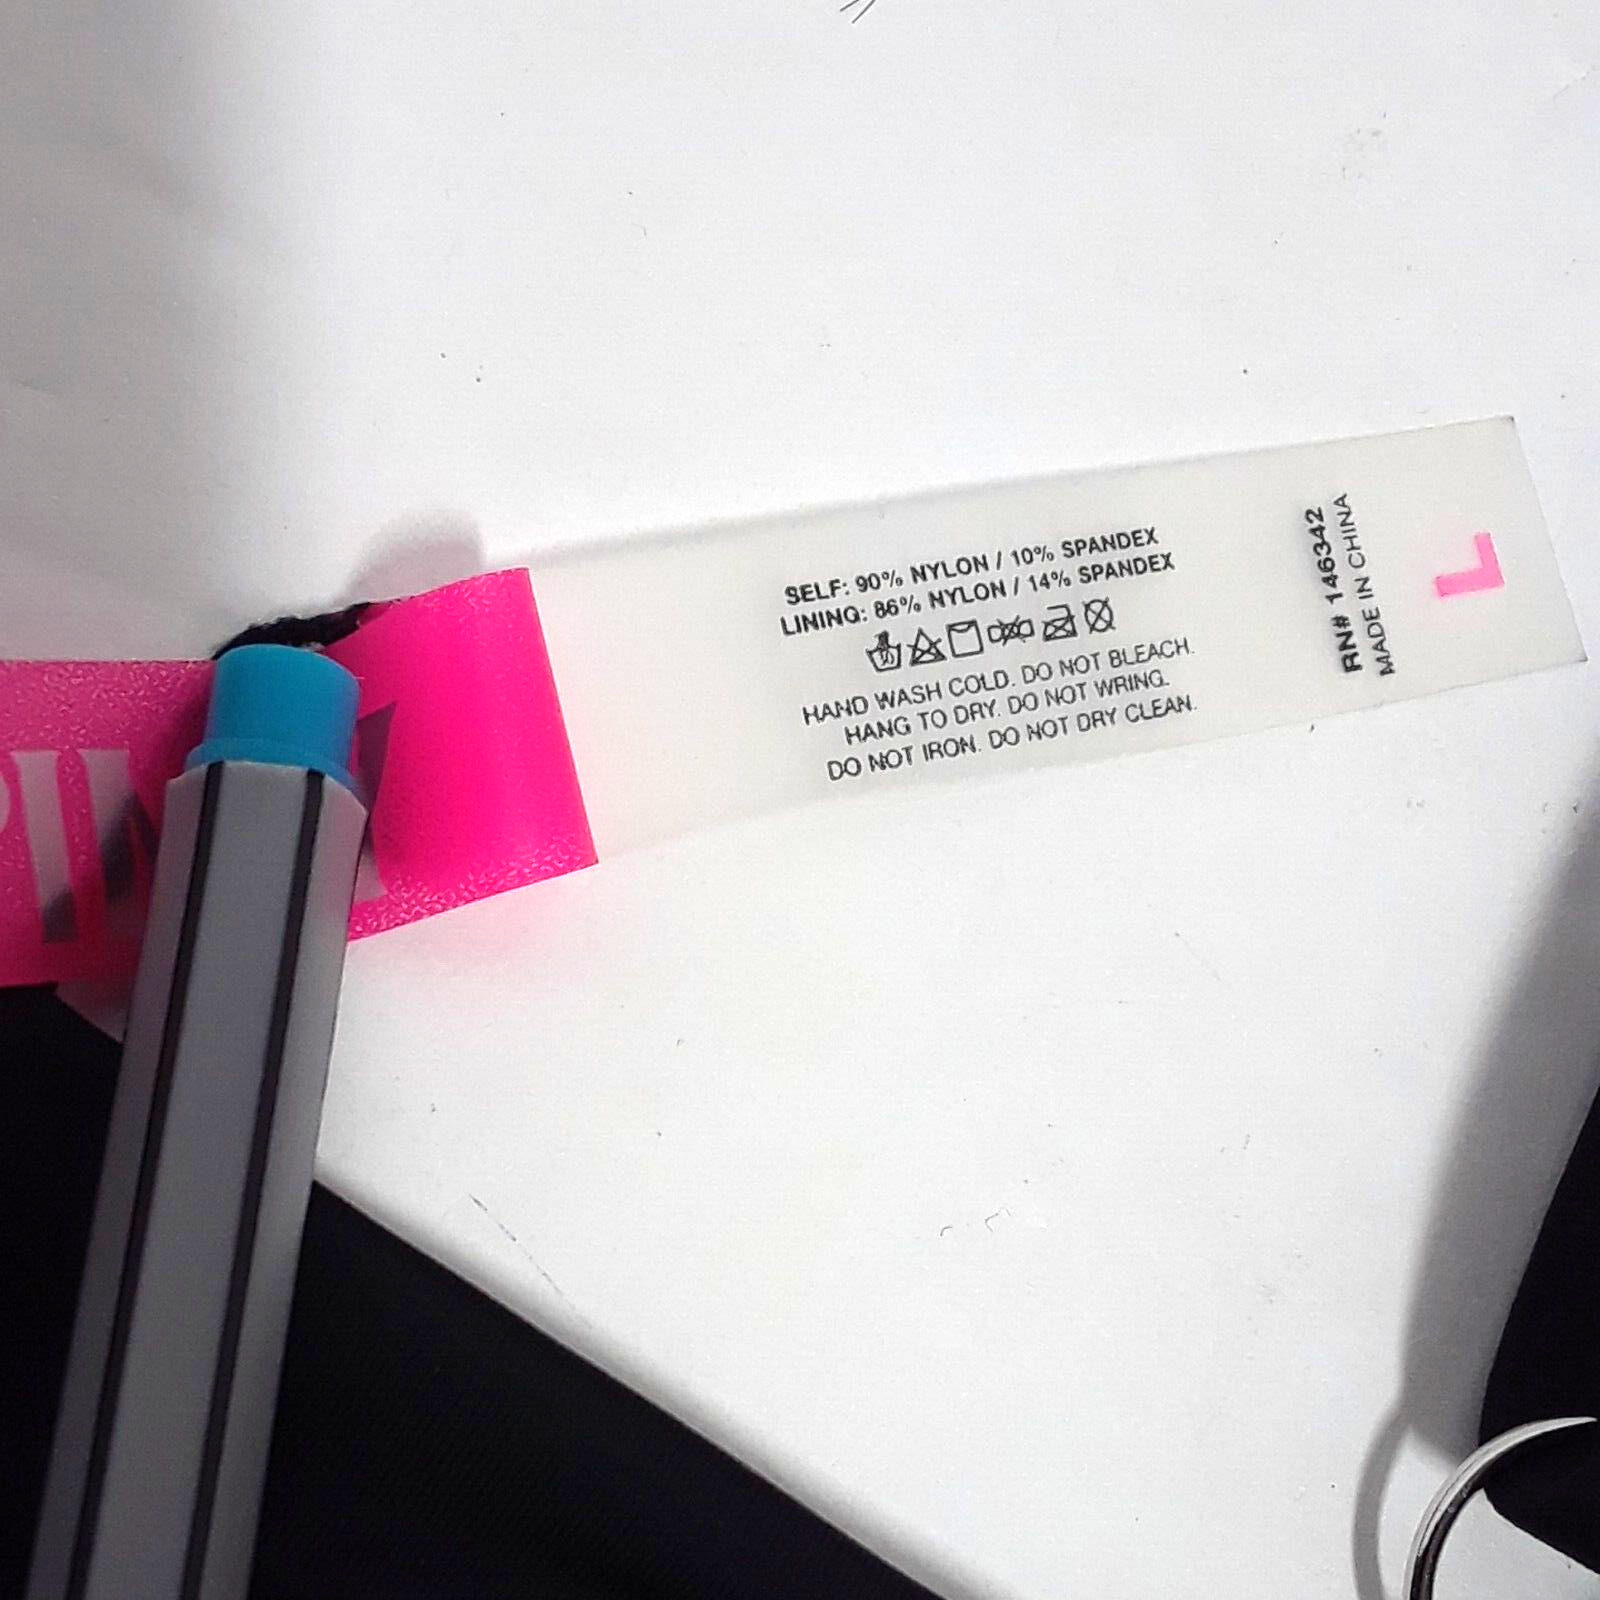 SELF: 90% NYLON / 10% SPANDEX
LINING: 86% NYLON / 14% SPANDEX
HAND WASH COLD. DO NOT BLEACH.
HANG TO DRY. DO NOT WRING.
DO NOT IRON. DO NOT DRY CLEAN.
RN# 146342
MADE IN CHINA
L